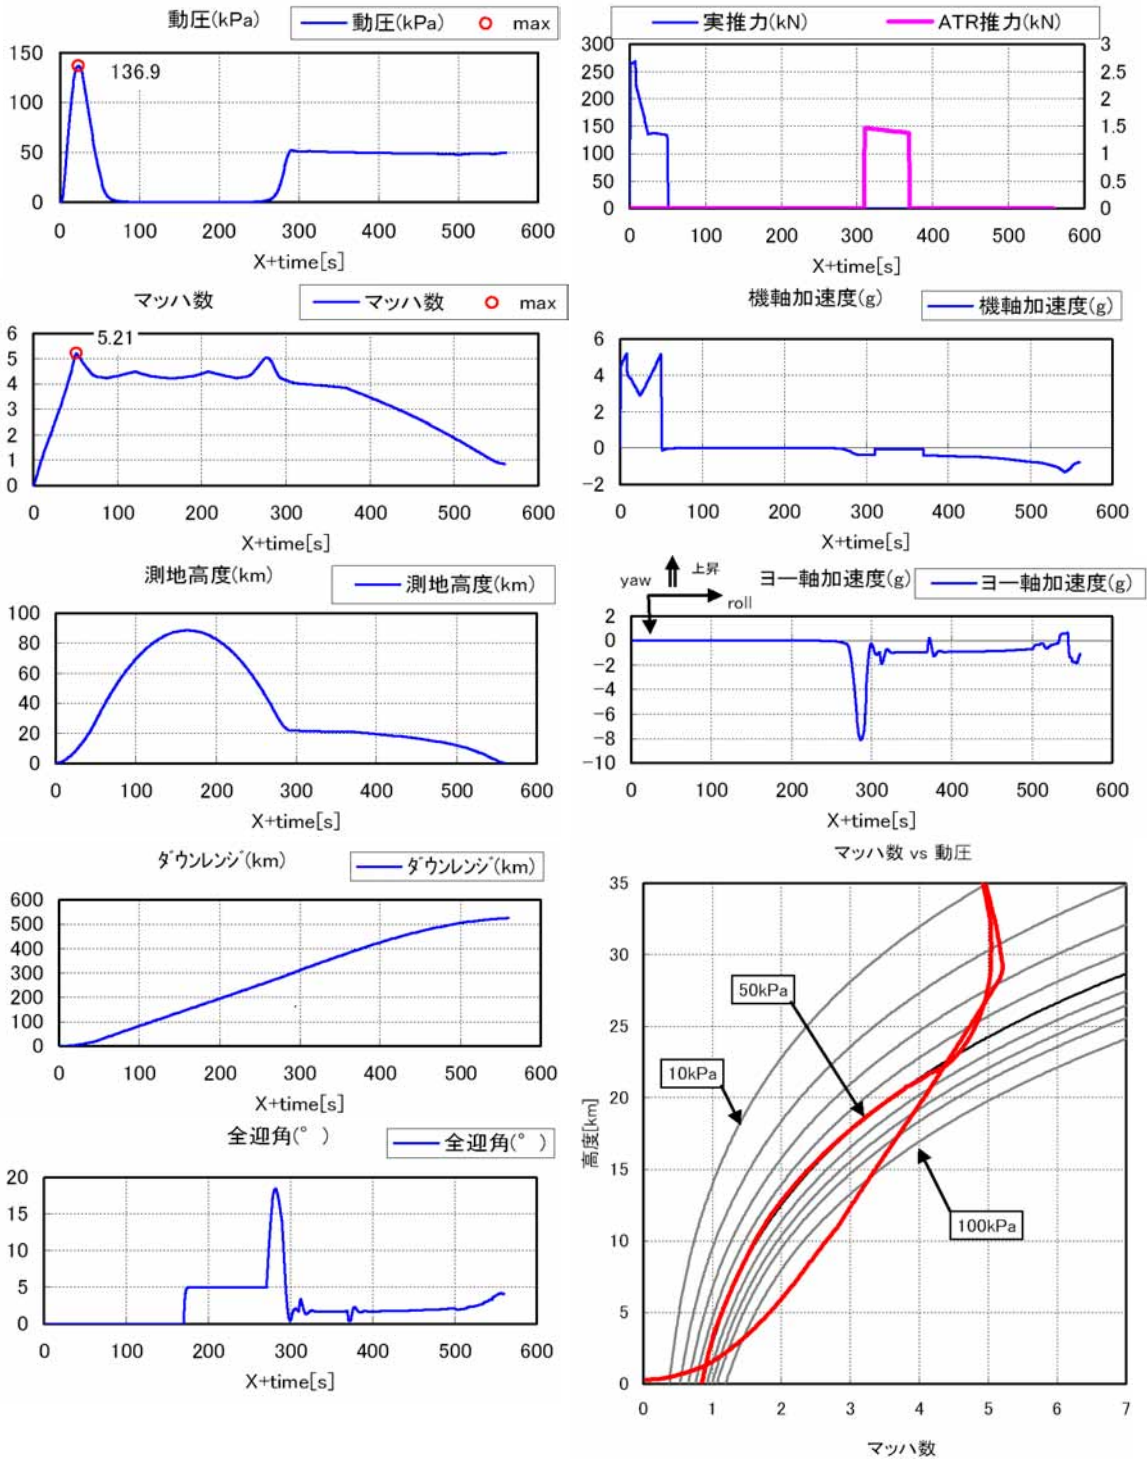 動圧(kPa)
動圧(kPa) max
150
136.9
100
50
0
0 100 200 300 400 500 600
X+time[s]
実推力(kN) ATR推力(kN)
300 3
250 2.5
200 2
150 1.5
100 1
50 0.5
0 0
0 100 200 300 400 500 600
X+time[s]
マッハ数
マッハ数 max
6
5.21
5
4
3
2
1
0
0 100 200 300 400 500 600
X+time[s]
機軸加速度(g)
機軸加速度(g)
6
4
2
0
-2
0 100 200 300 400 500 600
X+time[s]
測地高度(km)
測地高度(km)
100
80
60
40
20
0
0 100 200 300 400 500 600
X+time[s]
yaw
上昇
roll
ヨー軸加速度(g)
ヨー軸加速度(g)
2
0
-2
-4
-6
-8
-10
0 100 200 300 400 500 600
X+time[s]
ダウンレンジ(km)
ダウンレンジ(km)
600
500
400
300
200
100
0
0 100 200 300 400 500 600
X+time[s]
全迎角(°)
全迎角(°)
20
15
10
5
0
0 100 200 300 400 500 600
X+time[s]
マッハ数 vs 動圧
35
30
25
20
15
10
5
0
高度[km]
50kPa
10kPa
100kPa
0 1 2 3 4 5 6 7
マッハ数